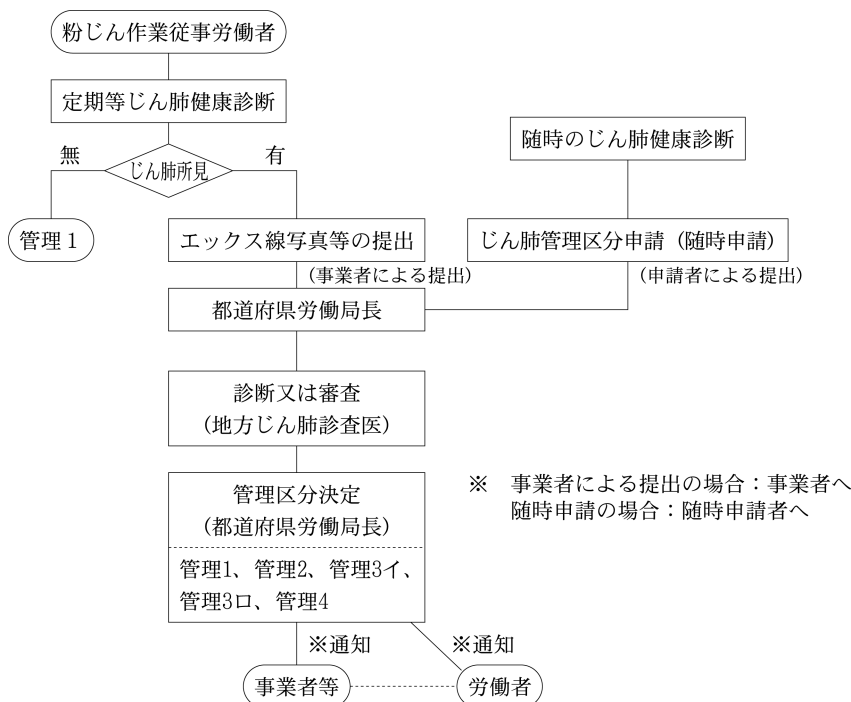 粉じん作業従事労働者
定期等じん肺健康診断
随時のじん肺健康診断
無
じん肺所見
有
管理１
エックス線写真等の提出
じん肺管理区分申請（随時申請）
（事業者による提出）
（申請者による提出）
都道府県労働局長
診断又は審査
（地方じん肺診査医）
管理区分決定
（都道府県労働局長）
管理1、管理2、管理3イ、
管理3ロ、管理4
※　事業者による提出の場合：事業者へ
随時申請の場合：随時申請者へ
※通知
※通知
事業者等
労働者